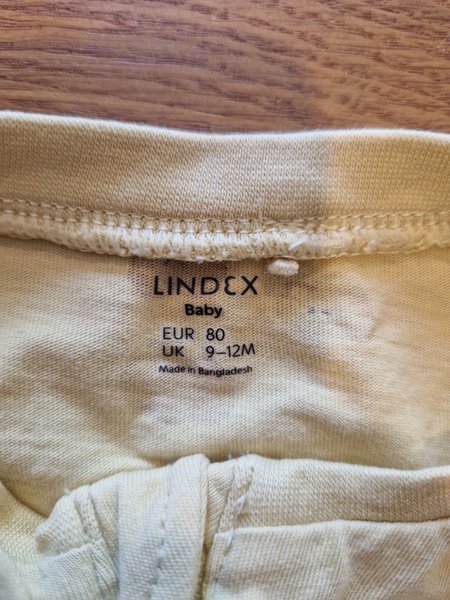 LINDEX
Baby
EUR 80
UK 9–12M
Made in Bangladesh